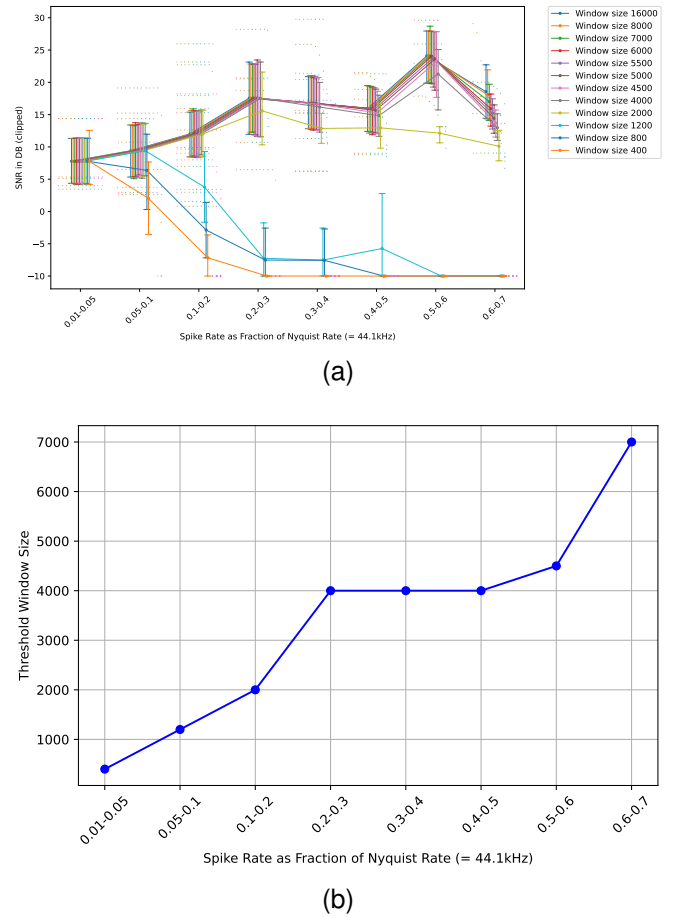 30
25
20
15
10
5
0
−5
−10
SNR in DB (clipped)
0.01-0.05
0.05-0.1
0.1-0.2
0.2-0.3
0.3-0.4
0.4-0.5
0.5-0.6
0.6-0.7
Spike Rate as Fraction of Nyquist Rate (= 44.1kHz)
Window size 16000
Window size 8000
Window size 7000
Window size 6000
Window size 5500
Window size 5000
Window size 4500
Window size 4000
Window size 2000
Window size 1200
Window size 800
Window size 400
(a)
7000
6000
5000
4000
3000
2000
1000
Threshold Window Size
0.01-0.05
0.05-0.1
0.1-0.2
0.2-0.3
0.3-0.4
0.4-0.5
0.5-0.6
0.6-0.7
Spike Rate as Fraction of Nyquist Rate (= 44.1kHz)
(b)